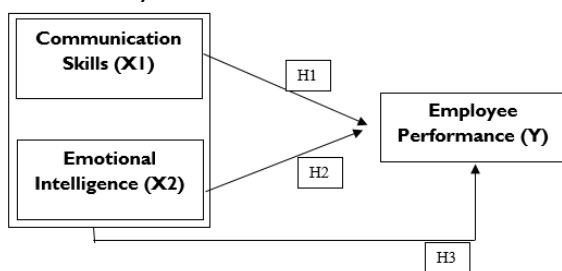 Communication
Skills (X1)
H1
Employee
Performance (Y)
Emotional
Intelligence (X2)
H2
H3